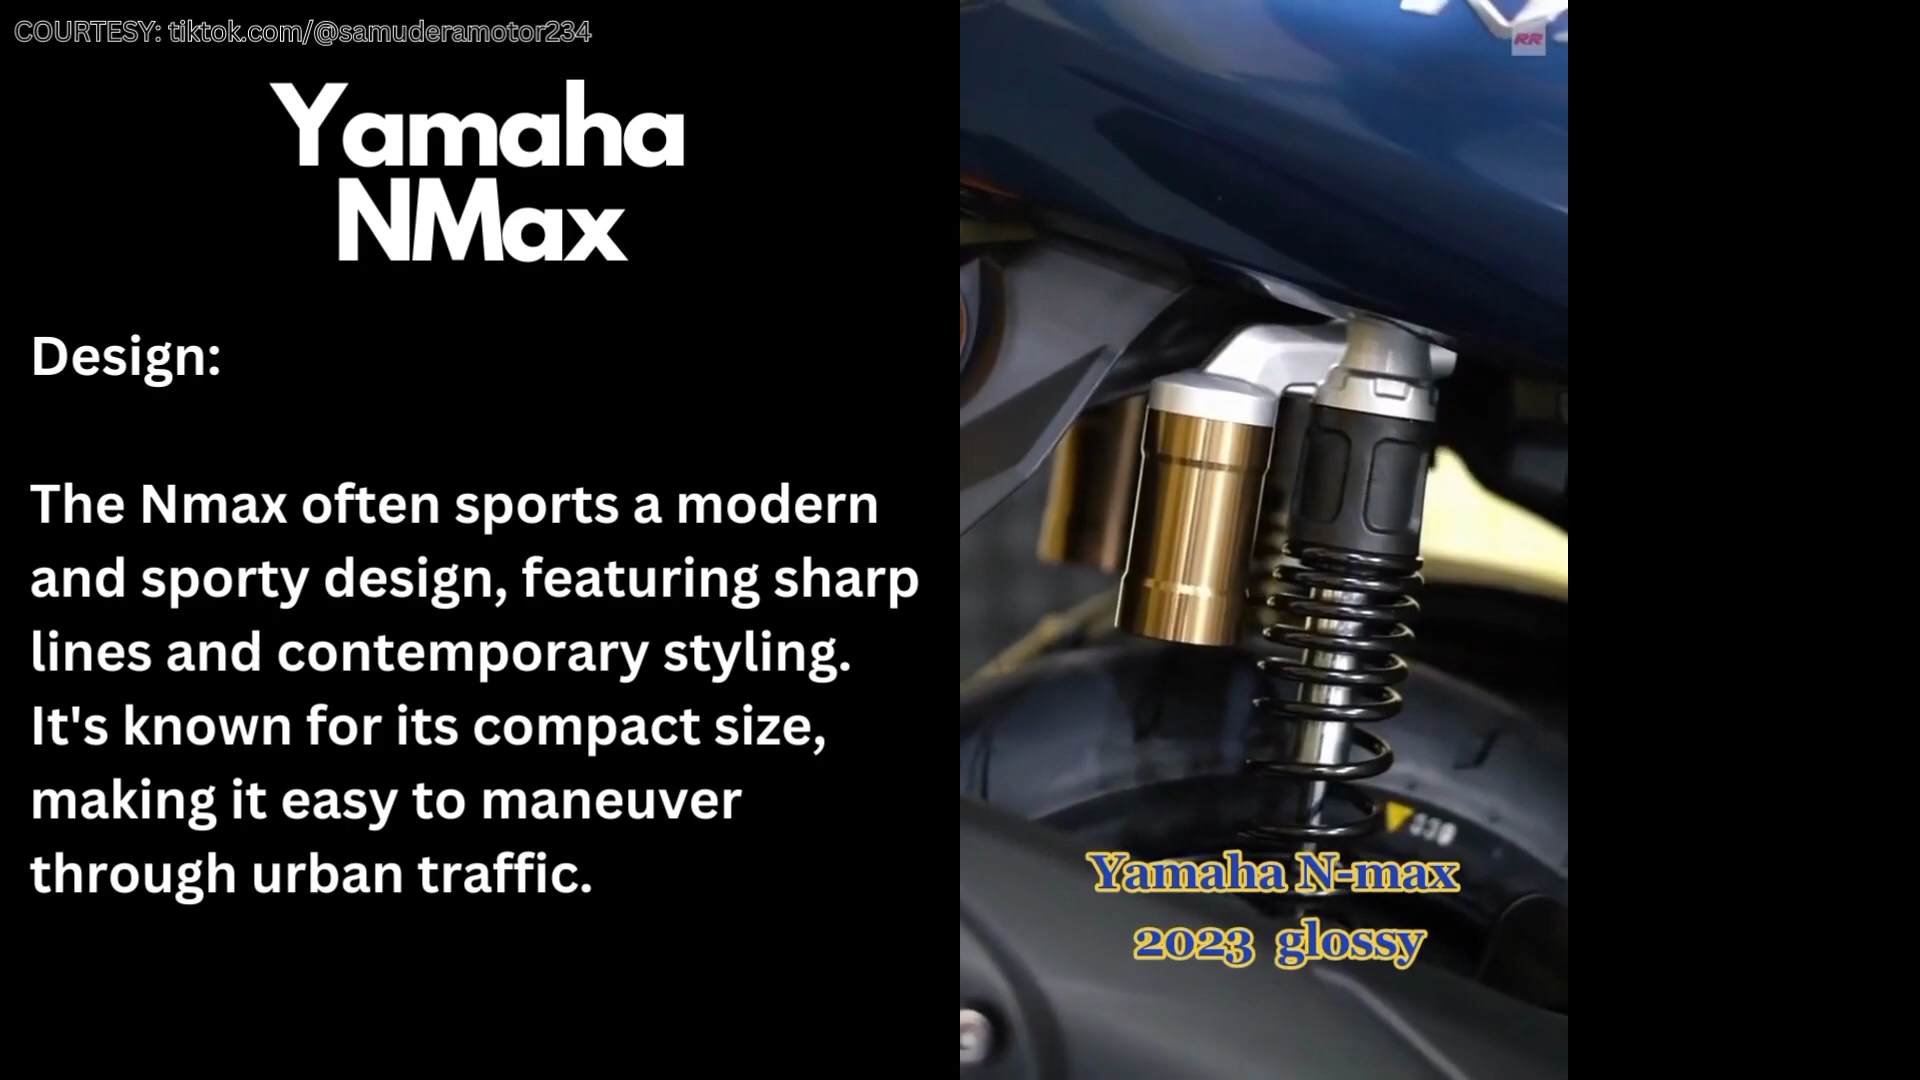 COURTESY: tiktok.com/@samuderamotor234
Yamaha
NMax
Design:
The Nmax often sports a modern
and sporty design, featuring sharp
lines and contemporary styling.
It's known for its compact size,
making it easy to maneuver
through urban traffic.
RR
Yamaha N-max
2023 glossy